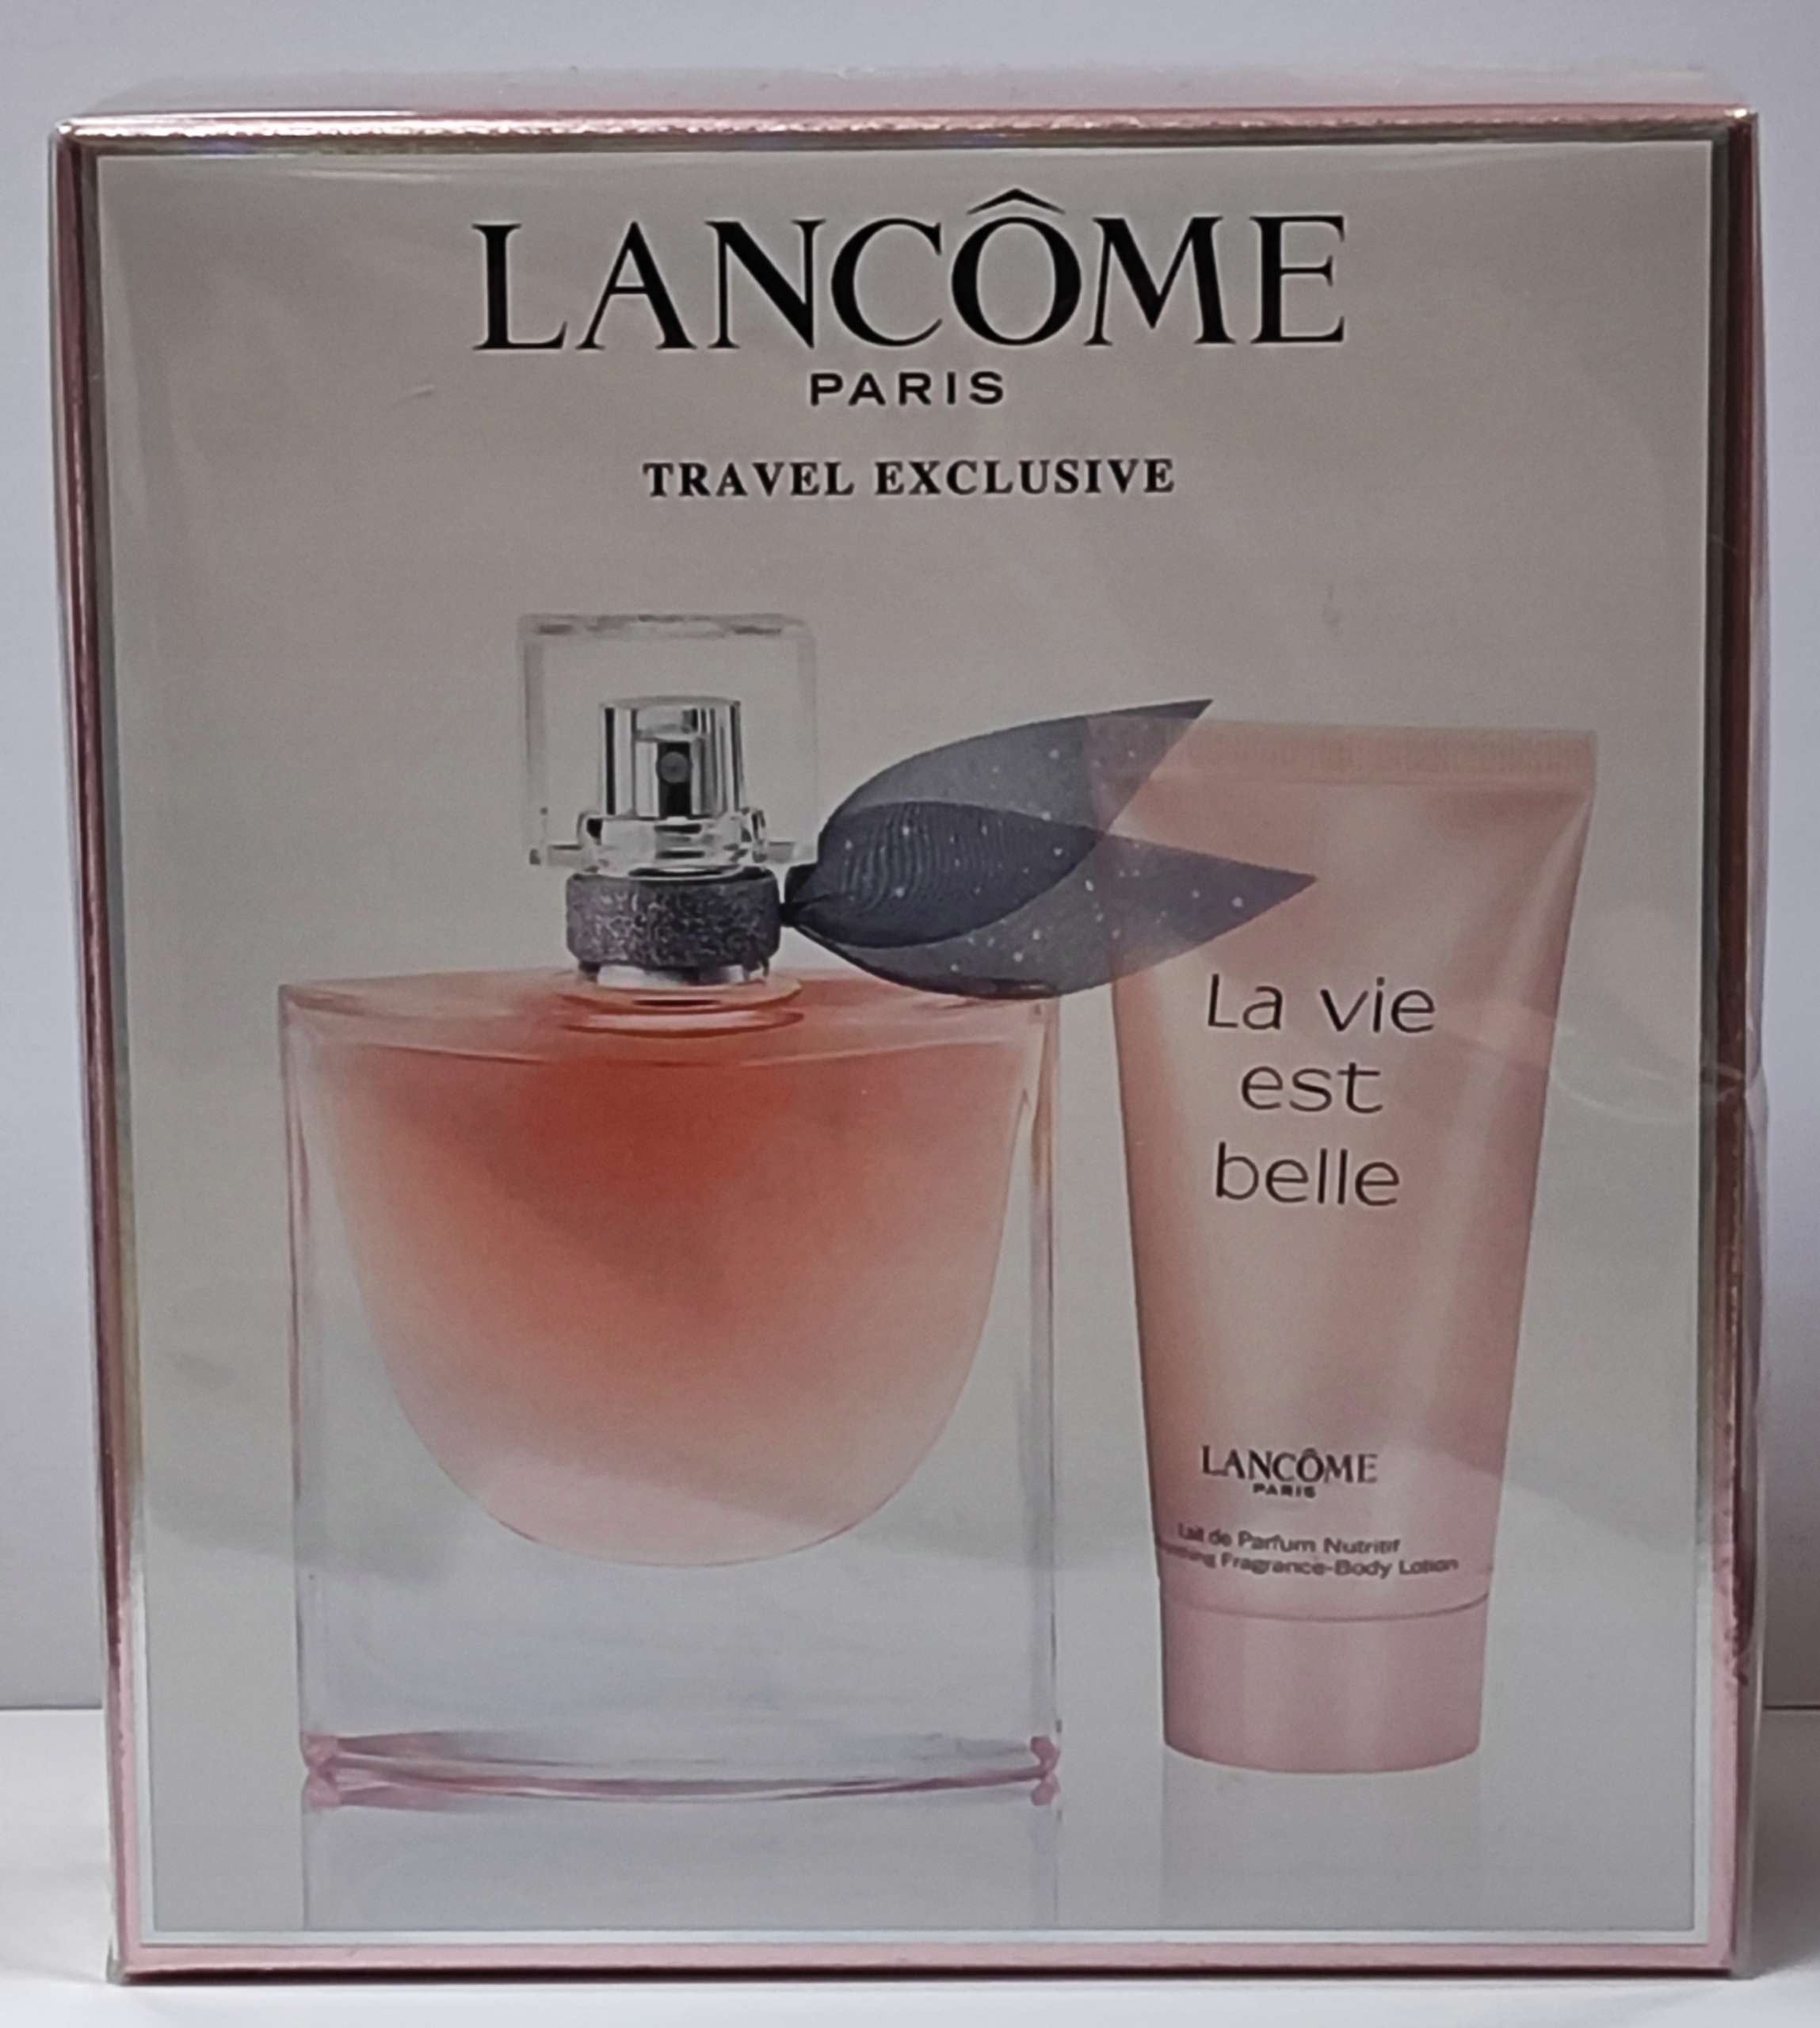 LANCÔME
PARIS
TRAVEL EXCLUSIVE
La vie
est
belle
LANCÔME
PARIS
Lait de Parfum Nutritif
Fragrance-Body Lotion